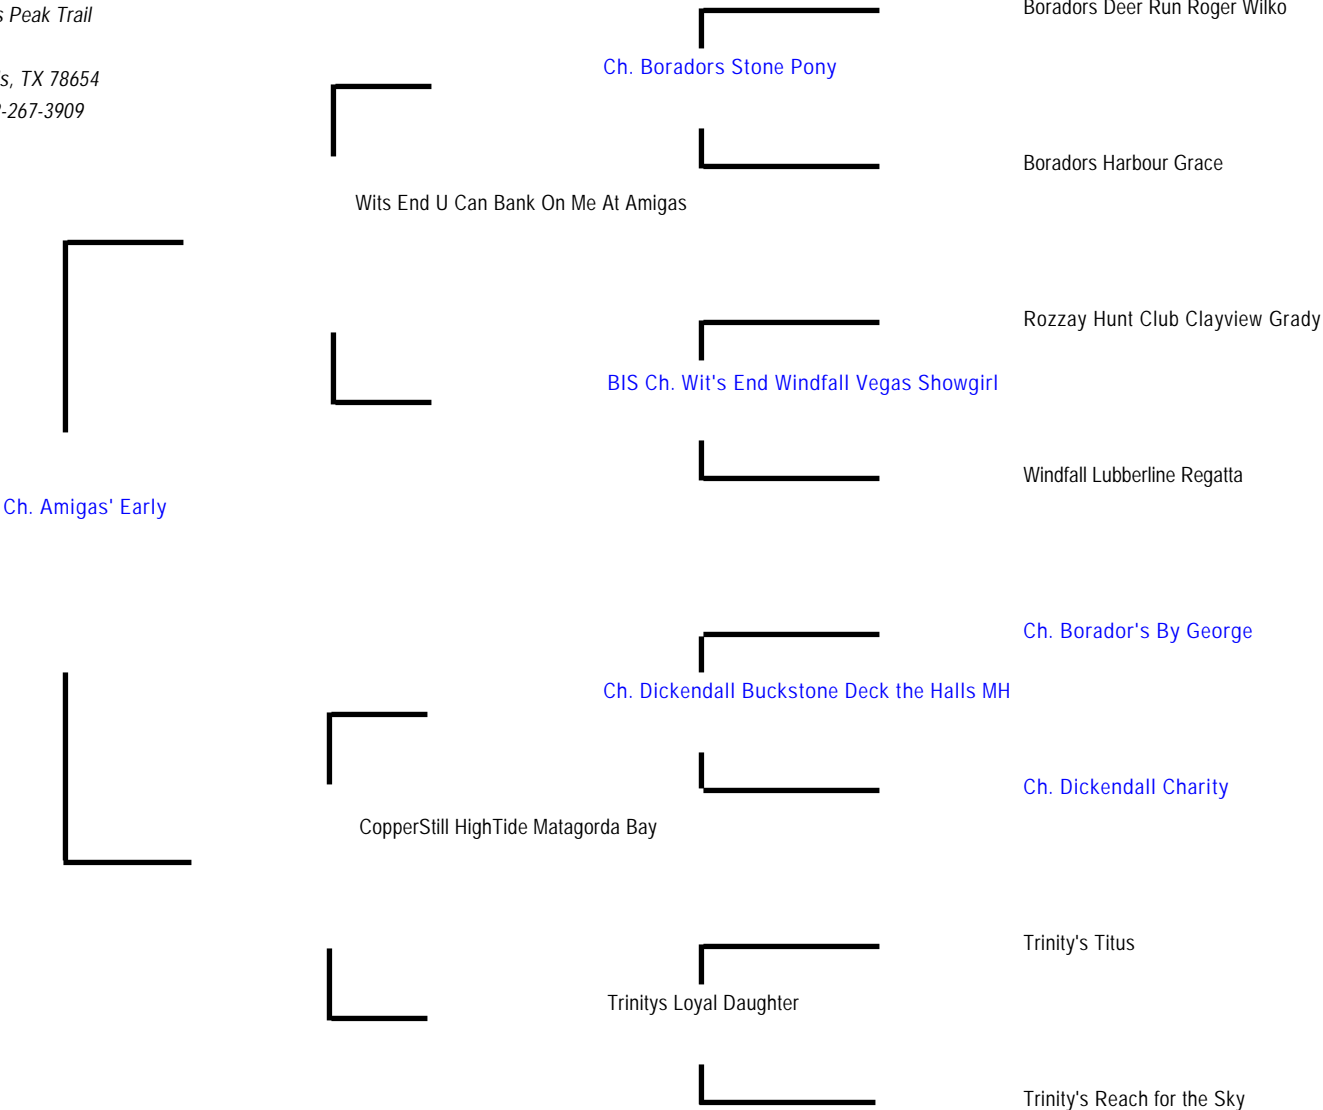 s Peak Trail
s, TX 78654
-267-3909
Boradors Deer Run Roger Wilko
Ch. Boradors Stone Pony
Boradors Harbour Grace
Wits End U Can Bank On Me At Amigas
Rozzay Hunt Club Clayview Grady
BIS Ch. Wit's End Windfall Vegas Showgirl
Windfall Lubberline Regatta
Ch. Amigas' Early
Ch. Borador's By George
Ch. Dickendall Buckstone Deck the Halls MH
Ch. Dickendall Charity
CopperStill HighTide Matagorda Bay
Trinity's Titus
Trinitys Loyal Daughter
Trinity's Reach for the Sky